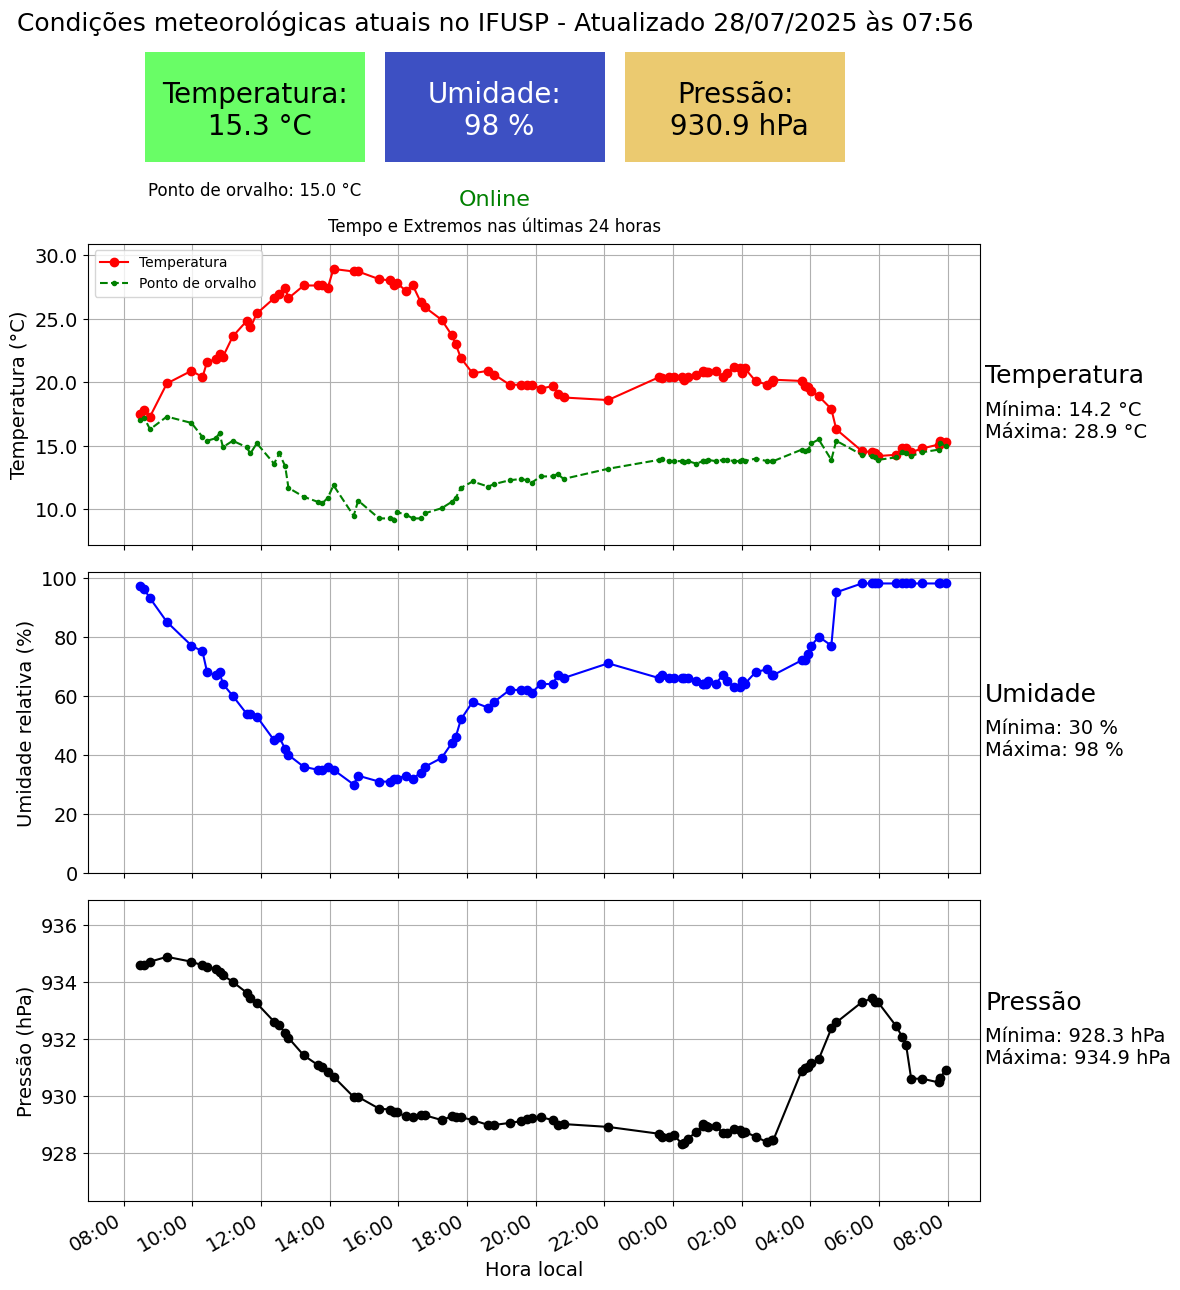 Condições meteorológicas atuais no IFUSP - Atualizado 28/07/2025 às 07:56
Temperatura:
15.3 °C
Umidade:
98 %
Pressão:
930.9 hPa
Ponto de orvalho: 15.0 °C
Online
Tempo e Extremos nas últimas 24 horas
Temperatura (°C)
30.0
25.0
20.0
15.0
10.0
Temperatura
Ponto de orvalho
Temperatura
Mínima: 14.2 °C
Máxima: 28.9 °C
Umidade relativa (%)
100
80
60
40
20
0
Umidade
Mínima: 30 %
Máxima: 98 %
Pressão (hPa)
936
934
932
930
928
Pressão
Mínima: 928.3 hPa
Máxima: 934.9 hPa
08:00 10:00 12:00 14:00 16:00 18:00 20:00 22:00 00:00 02:00 04:00 06:00 08:00
Hora local